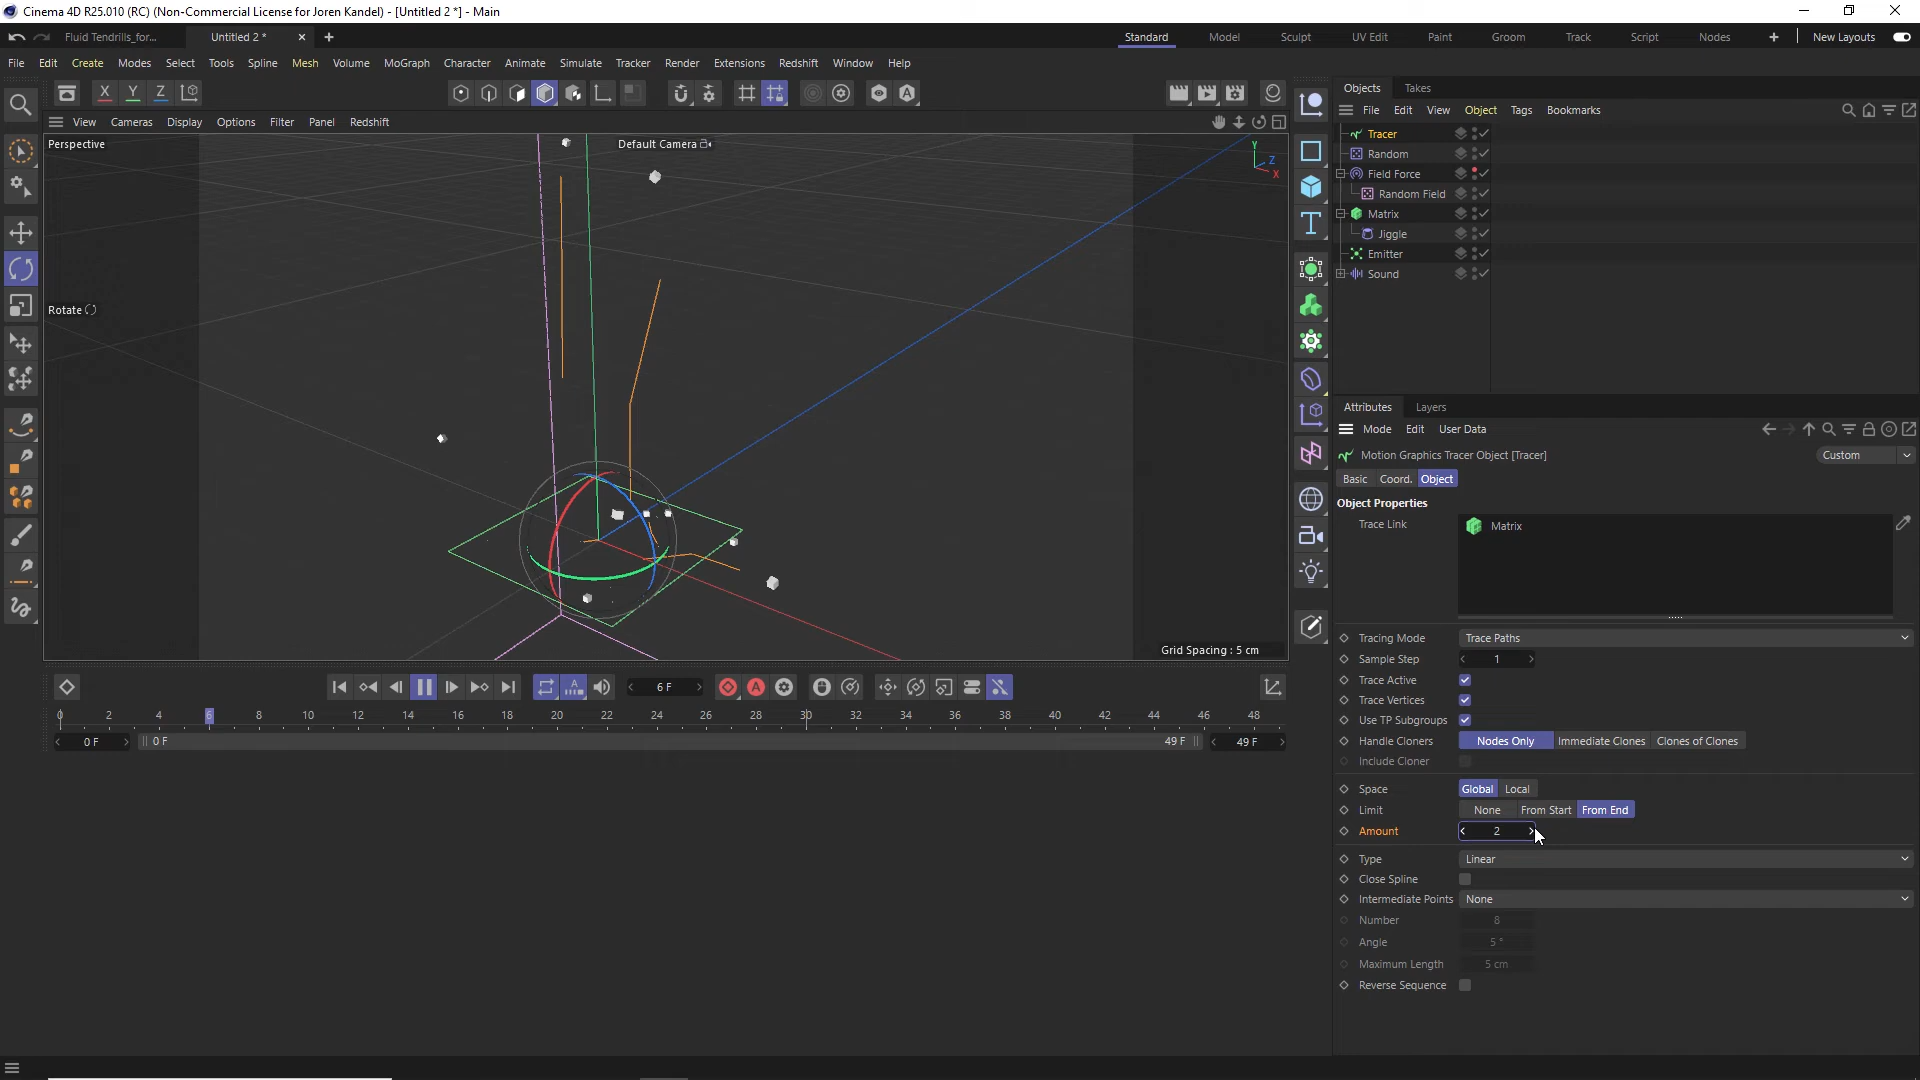 Cinema 4D R25.010 (RC) (Non-Commercial License for Joren Kandel) - [Untitled 2 *] - Main
Fluid Tendrills_for...
Untitled 2 *
Standard
Model
Sculpt
UV Edit
Paint
Groom
Track
Script
Nodes
New Layouts
File
Edit
Create
Modes
Select
Tools
Spline
Mesh
Volume
MoGraph
Character
Animate
Simulate
Tracker
Render
Extensions
Redshift
Window
Help
X
Y
Z
View
Cameras
Display
Options
Filter
Panel
Redshift
Perspective
Default Camera
Y
Z
X
Rotate
Grid Spacing : 5 cm
6 F
0
2
4
6
8
10
12
14
16
18
20
22
24
26
28
30
32
34
36
38
40
42
44
46
48
0 F
0 F
49 F
49 F
Objects
Takes
File
Edit
View
Object
Tags
Bookmarks
Tracer
Random
Field Force
Random Field
Matrix
Jiggle
Emitter
Sound
Attributes
Layers
Mode
Edit
User Data
Motion Graphics Tracer Object [Tracer]
Custom
Basic
Coord.
Object
Object Properties
Trace Link
Matrix
Tracing Mode
Trace Paths
Sample Step
1
Trace Active
Trace Vertices
Use TP Subgroups
Handle Cloners
Nodes Only
Immediate Clones
Clones of Clones
Include Cloner
Space
Global
Local
Limit
None
From Start
From End
Amount
2
Type
Linear
Close Spline
Intermediate Points
None
Number
8
Angle
5 °
Maximum Length
5 cm
Reverse Sequence